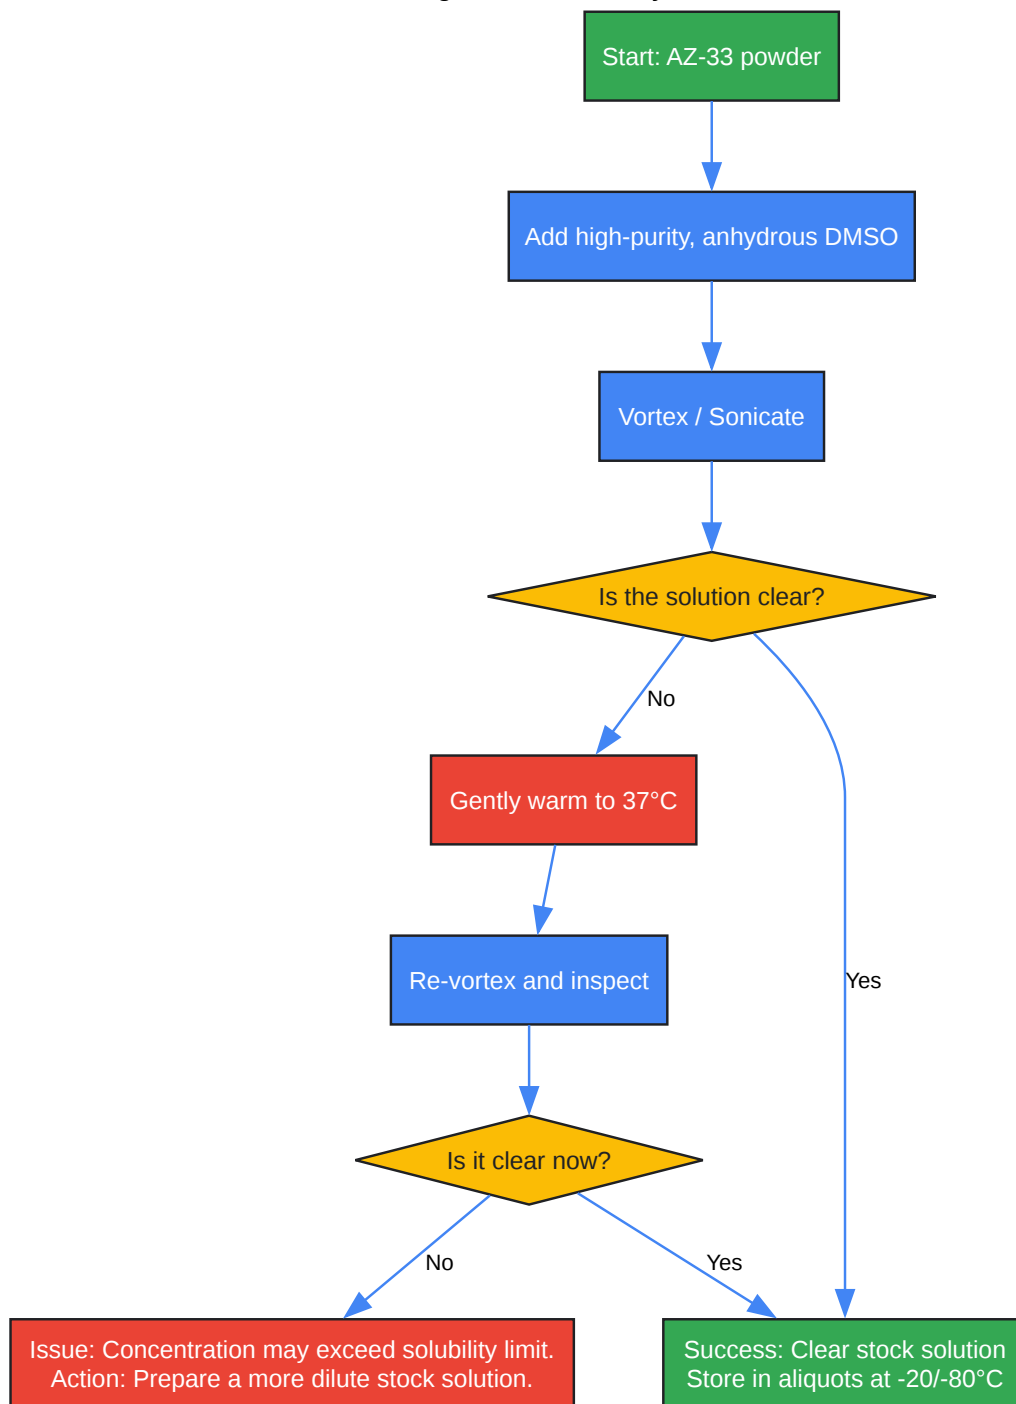 Start: AZ-33 powder
Add high-purity, anhydrous DMSO
Vortex / Sonicate
Is the solution clear?
No
Gently warm to 37°C
Re-vortex and inspect
Yes
Is it clear now?
No
Yes
Issue: Concentration may exceed solubility limit.
Action: Prepare a more dilute stock solution.
Success: Clear stock solution
Store in aliquots at -20/-80°C